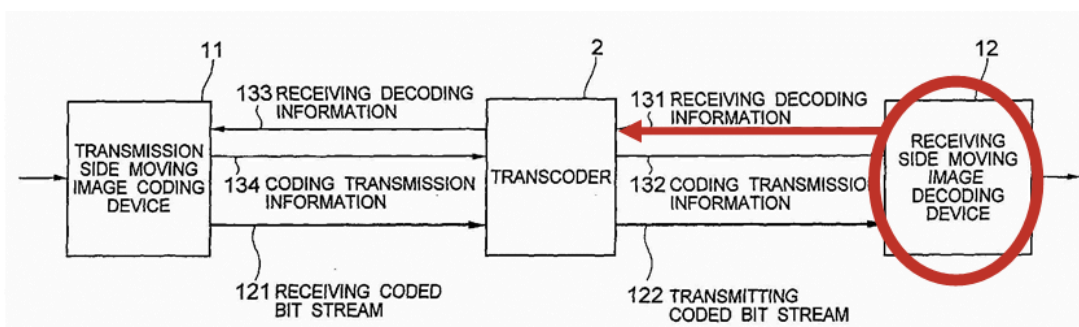 11
2
12
133 RECEIVING DECODING
INFORMATION
131 RECEIVING DECODING
INFORMATION
TRANSMISSION
SIDE MOVING
IMAGE CODING
DEVICE
134 CODING TRANSMISSION
INFORMATION
TRANSCODER
132 CODING TRANSMISSION
INFORMATION
RECEIVING
SIDE MOVING
IMAGE
DECODING
DEVICE
121 RECEIVING CODED
BIT STREAM
122 TRANSMITTING
CODED BIT STREAM